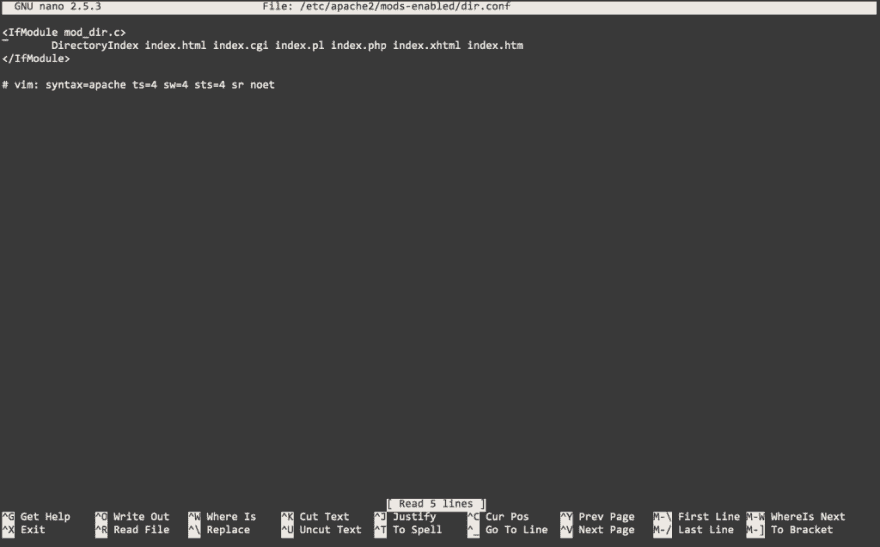 GNU nano 2.5.3 File: /etc/apache2/mods-enabled/dir.conf
<IfModule mod_dir.c>
DirectoryIndex index.html index.cgi index.pl index.php index.xhtml index.htm
</IfModule>
# vim: syntax=apache ts=4 sw=4 sts=4 sr noet
[ Read 5 lines ]
^G Get Help ^O Write Out ^W Where Is ^K Cut Text ^J Justify ^C Cur Pos ^Y Prev Page M-\ First Line M-W WhereIs Next
^X Exit ^R Read File ^\ Replace ^U Uncut Text ^T To Spell ^_ Go To Line ^V Next Page M-/ Last Line M-] To Bracket